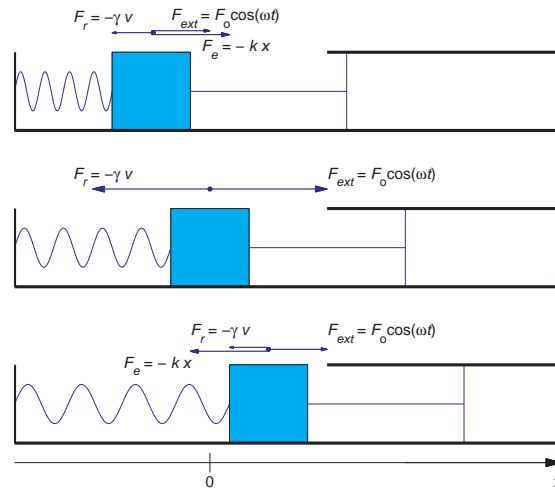 F_r = −γ v F_ext = F_o cos(ωt)
F_e = − k x
F_r = −γ v F_ext = F_o cos(ωt)
F_r = −γ v F_ext = F_o cos(ωt)
F_e = − k x
0